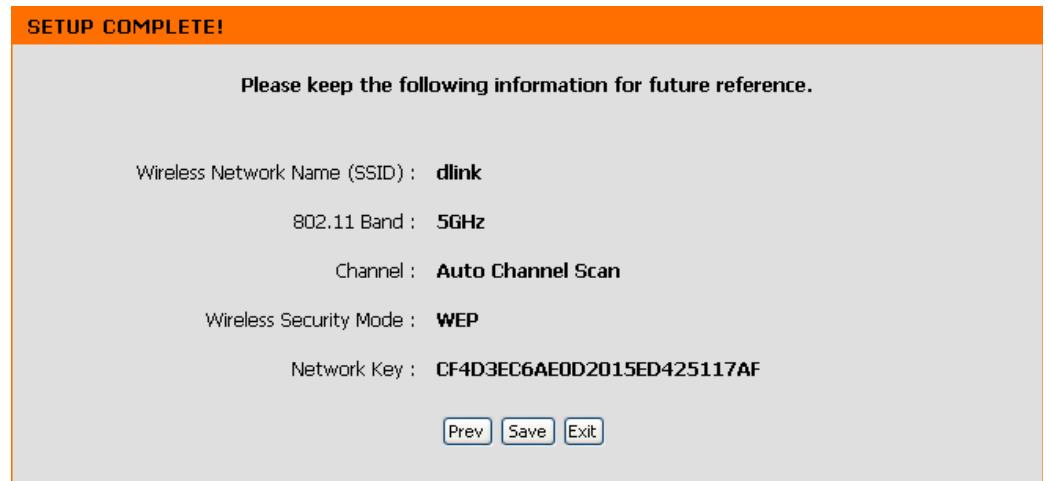 SETUP COMPLETE!
Please keep the following information for future reference.
Wireless Network Name (SSID) : dlink
802.11 Band : 5GHz
Channel : Auto Channel Scan
Wireless Security Mode : WEP
Network Key : CF4D3EC6AE0D2015ED425117AF
Prev Save Exit